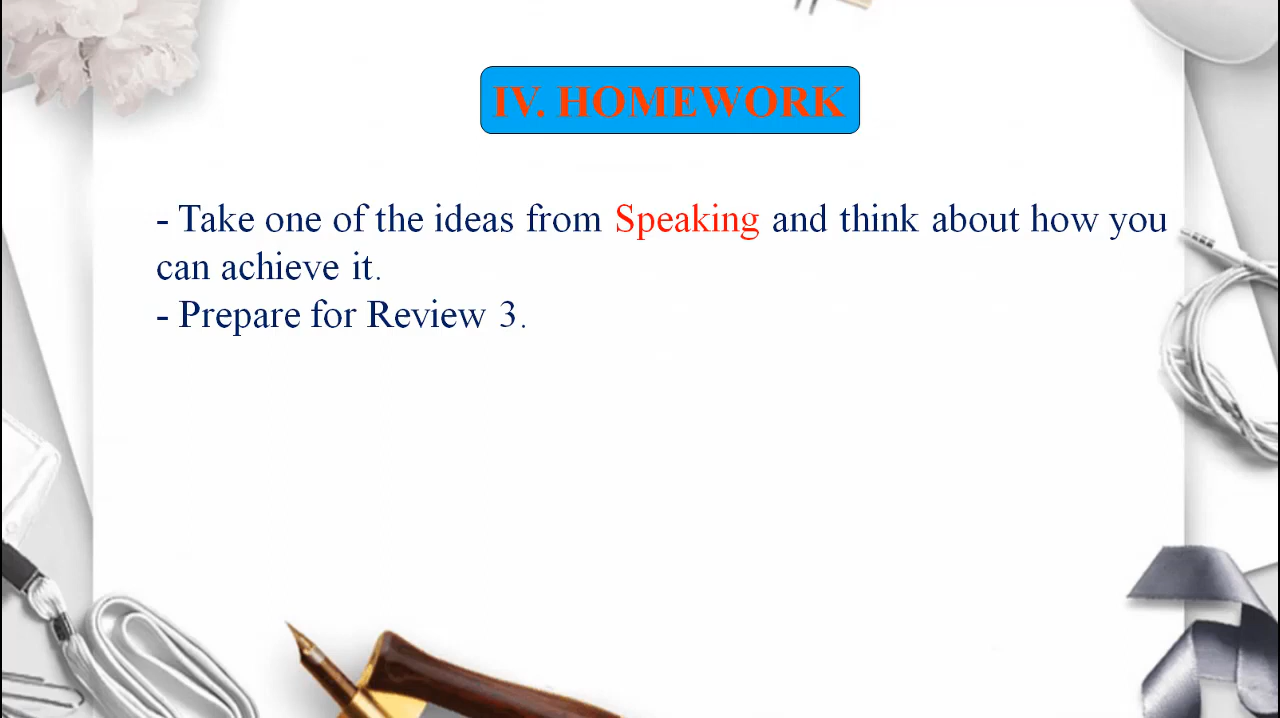 IV. HOMEWORK
- Take one of the ideas from Speaking and think about how you
can achieve it.
- Prepare for Review 3.